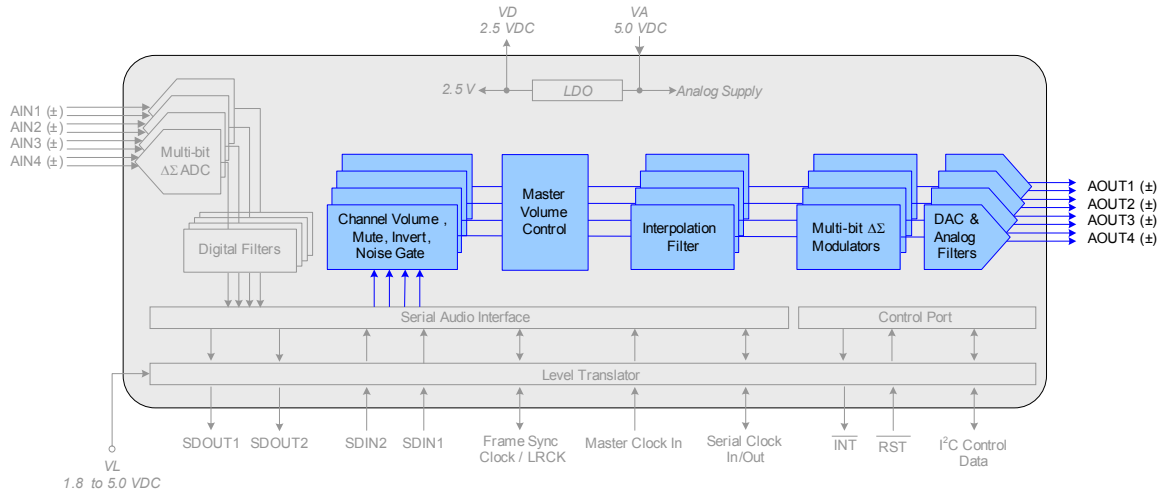 VD
2.5 VDC
VA
5.0 VDC
2.5 V
LDO
Analog Supply
AIN1 (±)
AIN2 (±)
AIN3 (±)
AIN4 (±)
Multi-bit
ΔΣ ADC
Digital Filters
Channel Volume ,
Mute, Invert,
Noise Gate
Master
Volume
Control
Interpolation
Filter
Multi-bit ΔΣ
Modulators
DAC &
Analog
Filters
AOUT1 (±)
AOUT2 (±)
AOUT3 (±)
AOUT4 (±)
Serial Audio Interface
Control Port
Level Translator
VL
1.8 to 5.0 VDC
SDOUT1
SDOUT2
SDIN2
SDIN1
Frame Sync
Clock / LRCK
Master Clock In
Serial Clock
In/Out
INT
RST
I²C Control
Data